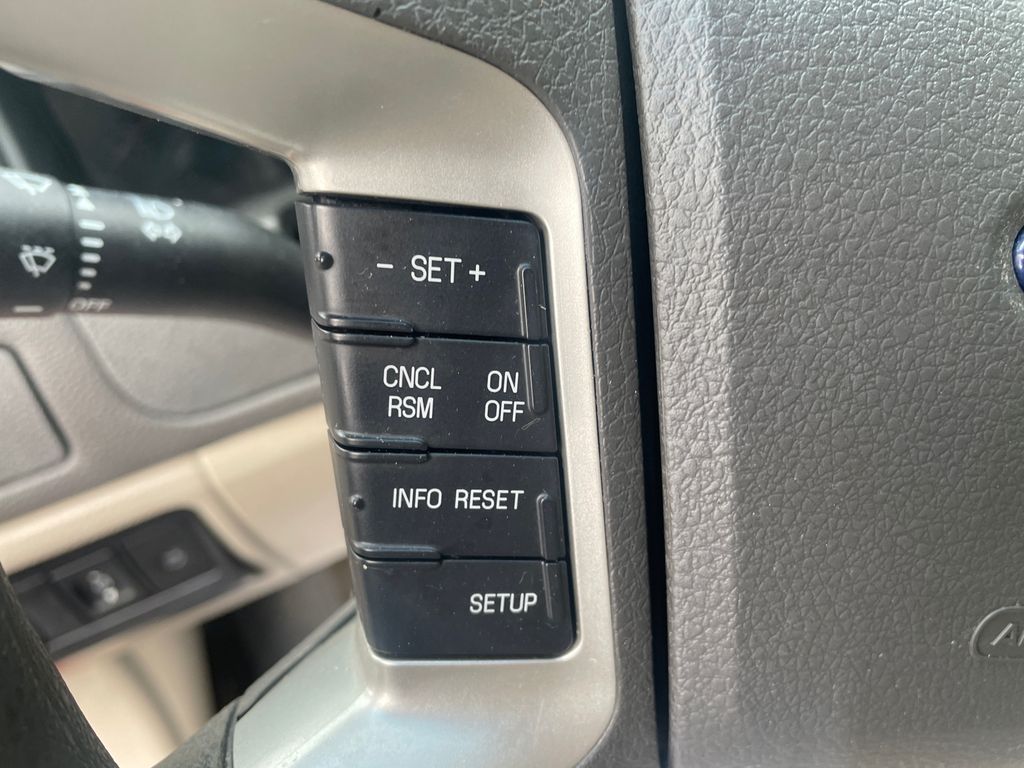 - SET +
CNCL ON
RSM OFF
INFO RESET
SETUP
OFF